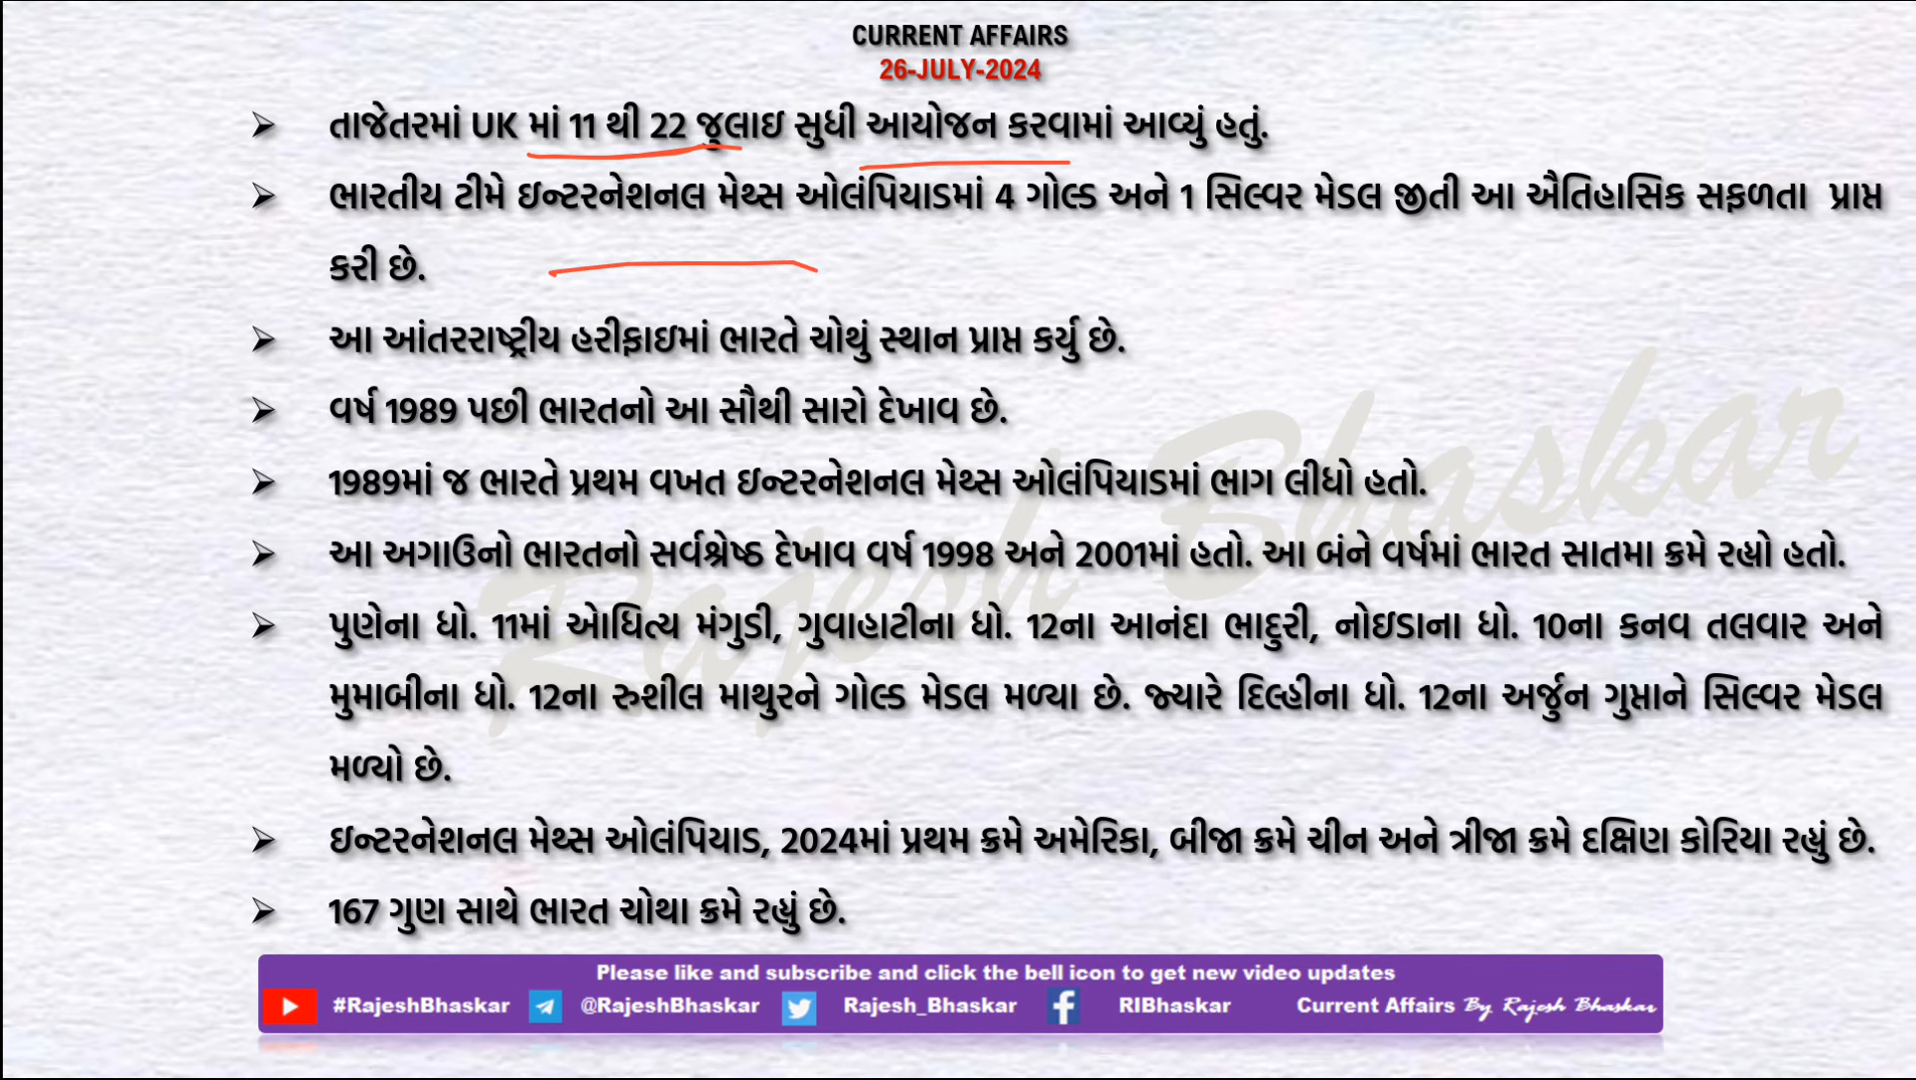 CURRENT AFFAIRS
26-JULY-2024
➢ તાજેતરમાં UK માં 11 થી 22 જુલાઇ સુધી આયોજન કરવામાં આવ્યું હતું.
➢ ભારતીય ટીમે ઇન્ટરનેશનલ મેથ્સ ઓલંપિયાડમાં 4 ગોલ્ડ અને 1 સિલ્વર મેડલ જીતી આ ઐતિહાસિક સફળતા પ્રાપ્ત
કરી છે.
➢ આ આંતરરાષ્ટ્રીય હરીફાઇમાં ભારતે ચોથું સ્થાન પ્રાપ્ત કર્યુ છે.
➢ વર્ષ 1989 પછી ભારતનો આ સૌથી સારો દેખાવ છે.
➢ 1989માં જ ભારતે પ્રથમ વખત ઇન્ટરનેશનલ મેથ્સ ઓલંપિયાડમાં ભાગ લીધો હતો.
➢ આ અગાઉનો ભારતનો સર્વશ્રેષ્ઠ દેખાવ વર્ષ 1998 અને 2001માં હતો. આ બંને વર્ષમાં ભારત સાતમા ક્રમે રહ્યો હતો.
➢ પુણેના ધો. 11માં એાધિત્ય મંગુડી, ગુવાહાટીના ધો. 12ના આનંદા ભાદુરી, નોઇડાના ધો. 10ના કનવ તલવાર અને
મુમાબીના ધો. 12ના રુશીલ માથુરને ગોલ્ડ મેડલ મળ્યા છે. જ્યારે દિલ્હીના ધો. 12ના અર્જુન ગુપ્તાને સિલ્વર મેડલ
મળ્યો છે.
➢ ઇન્ટરનેશનલ મેથ્સ ઓલંપિયાડ, 2024માં પ્રથમ ક્રમે અમેરિકા, બીજા ક્રમે ચીન અને ત્રીજા ક્રમે દક્ષિણ કોરિયા રહ્યું છે.
➢ 167 ગુણ સાથે ભારત ચોથા ક્રમે રહ્યું છે.
Rajesh Bhaskar
Please like and subscribe and click the bell icon to get new video updates
#RajeshBhaskar @RajeshBhaskar Rajesh_Bhaskar RIBhaskar Current Affairs By Rajesh Bhaskar